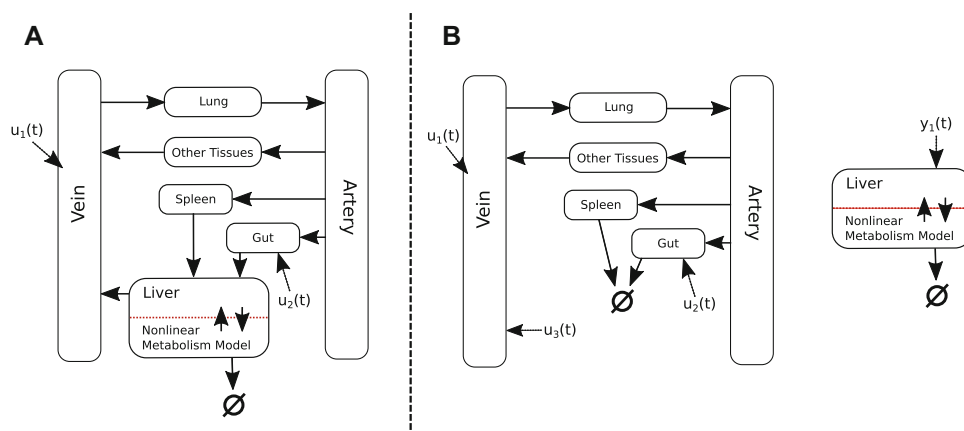 A
Vein
Lung
Other Tissues
Spleen
Gut
Artery
u₁(t)
u₂(t)
Liver
Nonlinear
Metabolism Model
∅
B
Vein
Lung
Other Tissues
Spleen
Gut
Artery
u₁(t)
u₂(t)
∅
u₃(t)
y₁(t)
Liver
Nonlinear
Metabolism Model
∅